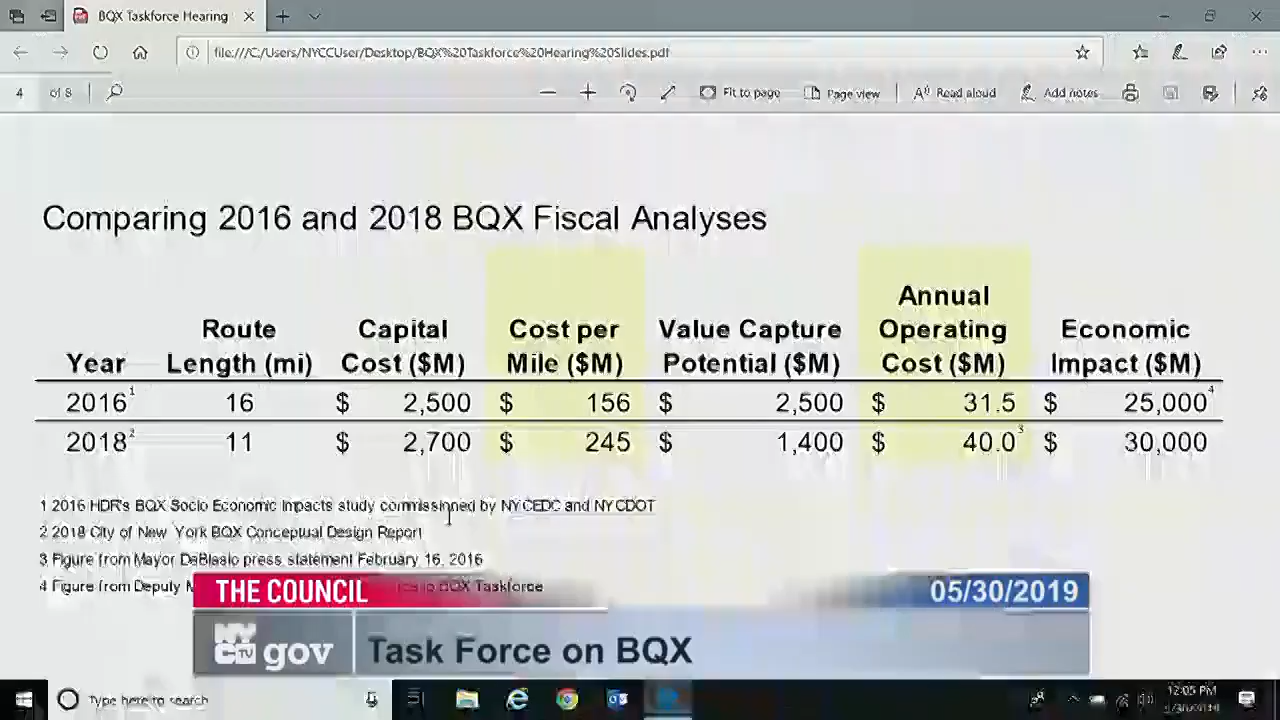 BQX Taskforce Hearing
file:///C:/Users/NYCCUser/Desktop/BQX%20Taskforce%20Hearing%20Slides.pdf
4 of 8 Fit to page Page view Read aloud Add notes
Comparing 2016 and 2018 BQX Fiscal Analyses
Annual
Route Capital Cost per Value Capture Operating Economic
Year Length (mi) Cost ($M) Mile ($M) Potential ($M) Cost ($M) Impact ($M)
2016¹ 16 $ 2,500 $ 156 $ 2,500 $ 31.5 $ 25,000⁴
2018² 11 $ 2,700 $ 245 $ 1,400 $ 40.0³ $ 30,000
1 2016 HDR's BQX Socio Economic Impacts study commissioned by NYCEDC and NYCDOT
2 2018 City of New York BQX Conceptual Design Report
3 Figure from Mayor DeBlasio press statement February 16, 2016
4 Figure from Deputy BQX Taskforce
THE COUNCIL 05/30/2019
NYC TV gov Task Force on BQX
Type here to search 12:05 PM